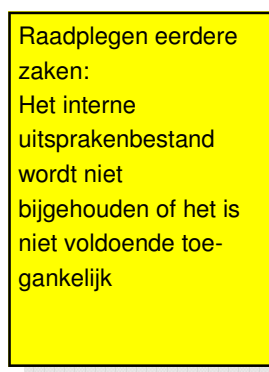 Raadplegen eerdere
zaken:
Het interne
uitsprakenbestand
wordt niet
bijgehouden of het is
niet voldoende toe-
gankelijk